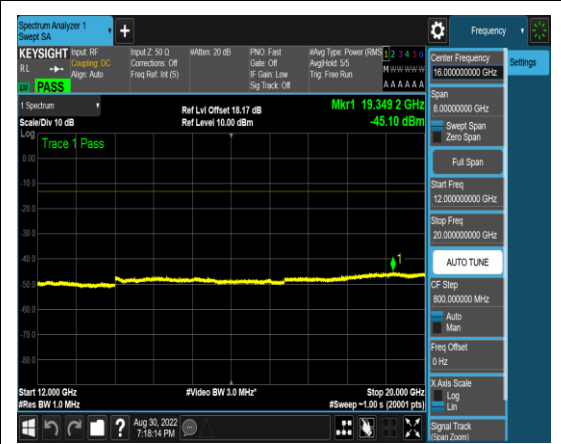 Spectrum Analyzer 1
Swept SA
Frequency
KEYSIGHT
RL
PASS
Input: RF
Coupling: DC
Align: Auto
Input Z: 50 Ω
Corrections: Off
Freq Ref: Int (S)
#Atten: 20 dB
PNO: Fast
Gate: Off
IF Gain: Low
Sig Track: Off
#Avg Type: Power (RMS
Avg|Hold: 5/5
Trig: Free Run
1 2 3 4 5 6
M W W W W W
A A A A A A
1 Spectrum
Scale/Div 10 dB
Ref Lvl Offset 18.17 dB
Ref Level 10.00 dBm
Mkr1 19.349 2 GHz
-45.10 dBm
Log
Trace 1 Pass
0.00
-10.0
-20.0
-30.0
-40.0
-50.0
-60.0
-70.0
-80.0
1
Start 12.000 GHz
#Res BW 1.0 MHz
#Video BW 3.0 MHz*
Stop 20.000 GHz
#Sweep ~1.00 s (20001 pts)
Center Frequency
16.000000000 GHz
Settings
Span
8.00000000 GHz
Swept Span
Zero Span
Full Span
Start Freq
12.000000000 GHz
Stop Freq
20.000000000 GHz
AUTO TUNE
CF Step
800.000000 MHz
Auto
Man
Freq Offset
0 Hz
X Axis Scale
Log
Lin
Signal Track
(Span Zoom)
Aug 30, 2022
7:18:14 PM